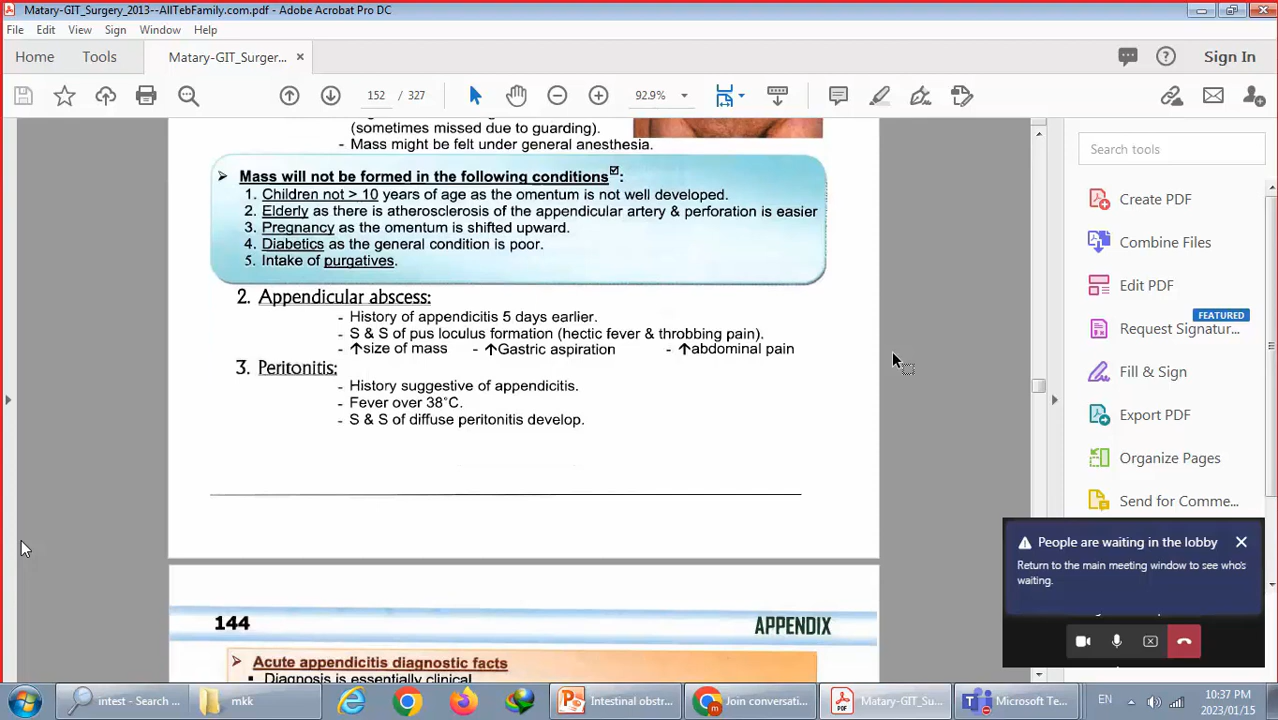 Matary-GIT_Surgery_2013--AllTebFamily.com.pdf - Adobe Acrobat Pro DC
File Edit View Sign Window Help
Home Tools Matary-GIT_Surger... × Sign In
152 / 327 92.9%
(sometimes missed due to guarding).
- Mass might be felt under general anesthesia.
➢ Mass will not be formed in the following conditions☑:
1. Children not > 10 years of age as the omentum is not well developed.
2. Elderly as there is atherosclerosis of the appendicular artery & perforation is easier
3. Pregnancy as the omentum is shifted upward.
4. Diabetics as the general condition is poor.
5. Intake of purgatives.
2. Appendicular abscess:
- History of appendicitis 5 days earlier.
- S & S of pus loculus formation (hectic fever & throbbing pain).
- ↑size of mass - ↑Gastric aspiration - ↑abdominal pain
3. Peritonitis:
- History suggestive of appendicitis.
- Fever over 38°C.
- S & S of diffuse peritonitis develop.
144 APPENDIX
➢ Acute appendicitis diagnostic facts
▪ Diagnosis is essentially clinical
Search tools
Create PDF
Combine Files
Edit PDF
FEATURED
Request Signatur...
Fill & Sign
Export PDF
Organize Pages
Send for Comme...
People are waiting in the lobby
Return to the main meeting window to see who's
waiting.
intest - Search ...
mkk
Intestinal obstr...
Join conversati...
Matary-GIT_Su...
Microsoft Te...
EN
10:37 PM
2023/01/15